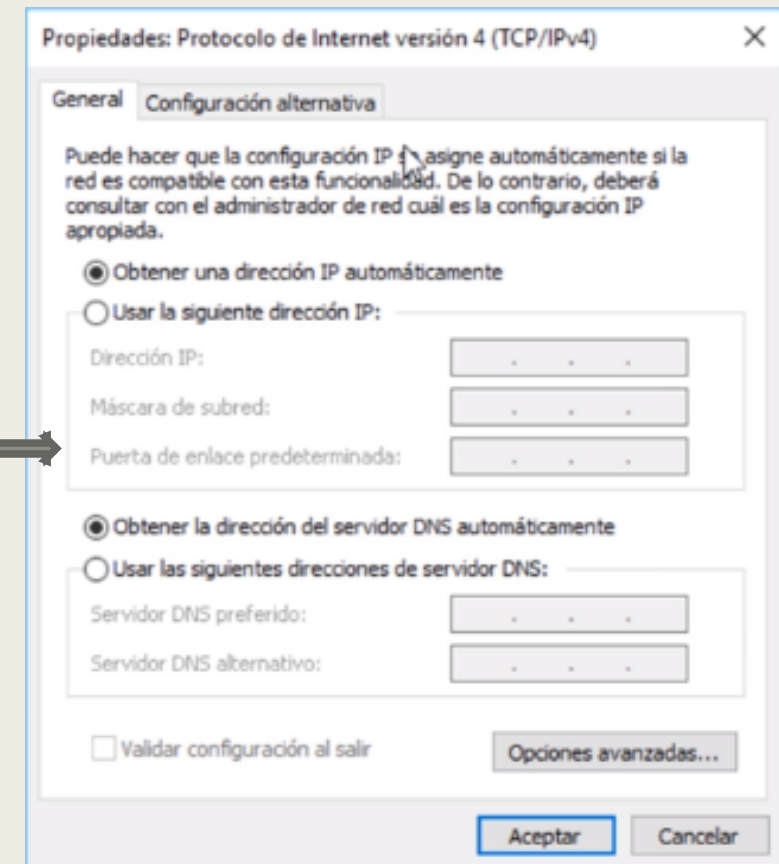 Propiedades: Protocolo de Internet versión 4 (TCP/IPv4)
General
Configuración alternativa
Puede hacer que la configuración IP se asigne automáticamente si la
red es compatible con esta funcionalidad. De lo contrario, deberá
consultar con el administrador de red cuál es la configuración IP
apropiada.
Obtener una dirección IP automáticamente
Usar la siguiente dirección IP:
Dirección IP:
Máscara de subred:
Puerta de enlace predeterminada:
Obtener la dirección del servidor DNS automáticamente
Usar las siguientes direcciones de servidor DNS:
Servidor DNS preferido:
Servidor DNS alternativo:
Validar configuración al salir
Opciones avanzadas...
Aceptar
Cancelar